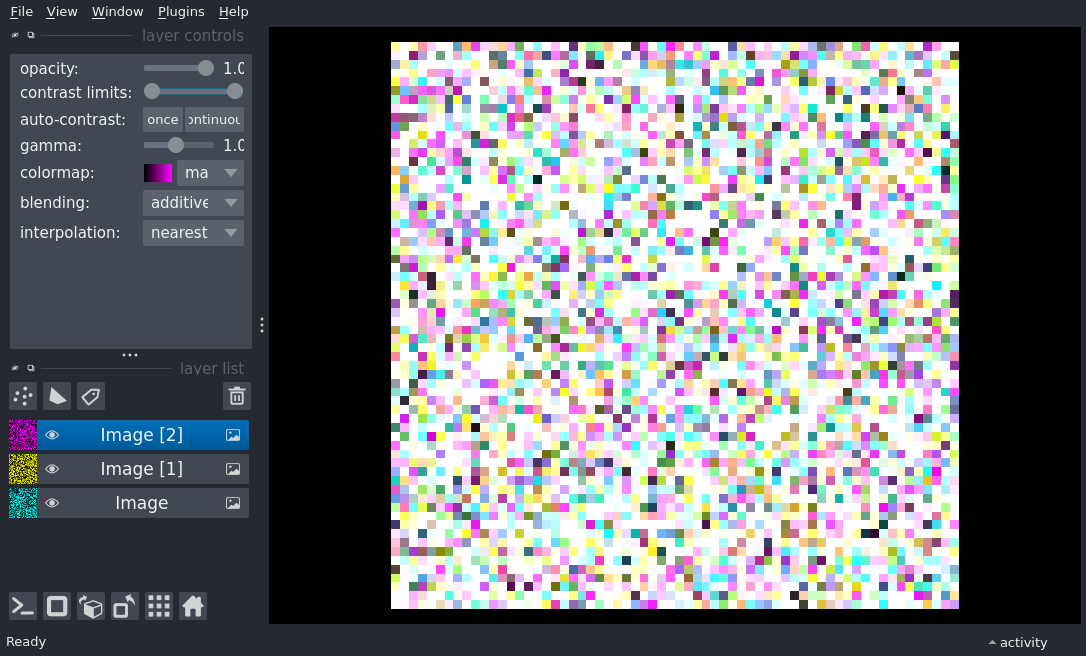 File View Window Plugins Help
layer controls
opacity: 1.0
contrast limits:
auto-contrast: once ontinuou
gamma: 1.0
colormap: ma
blending: additive
interpolation: nearest
layer list
Image [2]
Image [1]
Image
Ready
activity